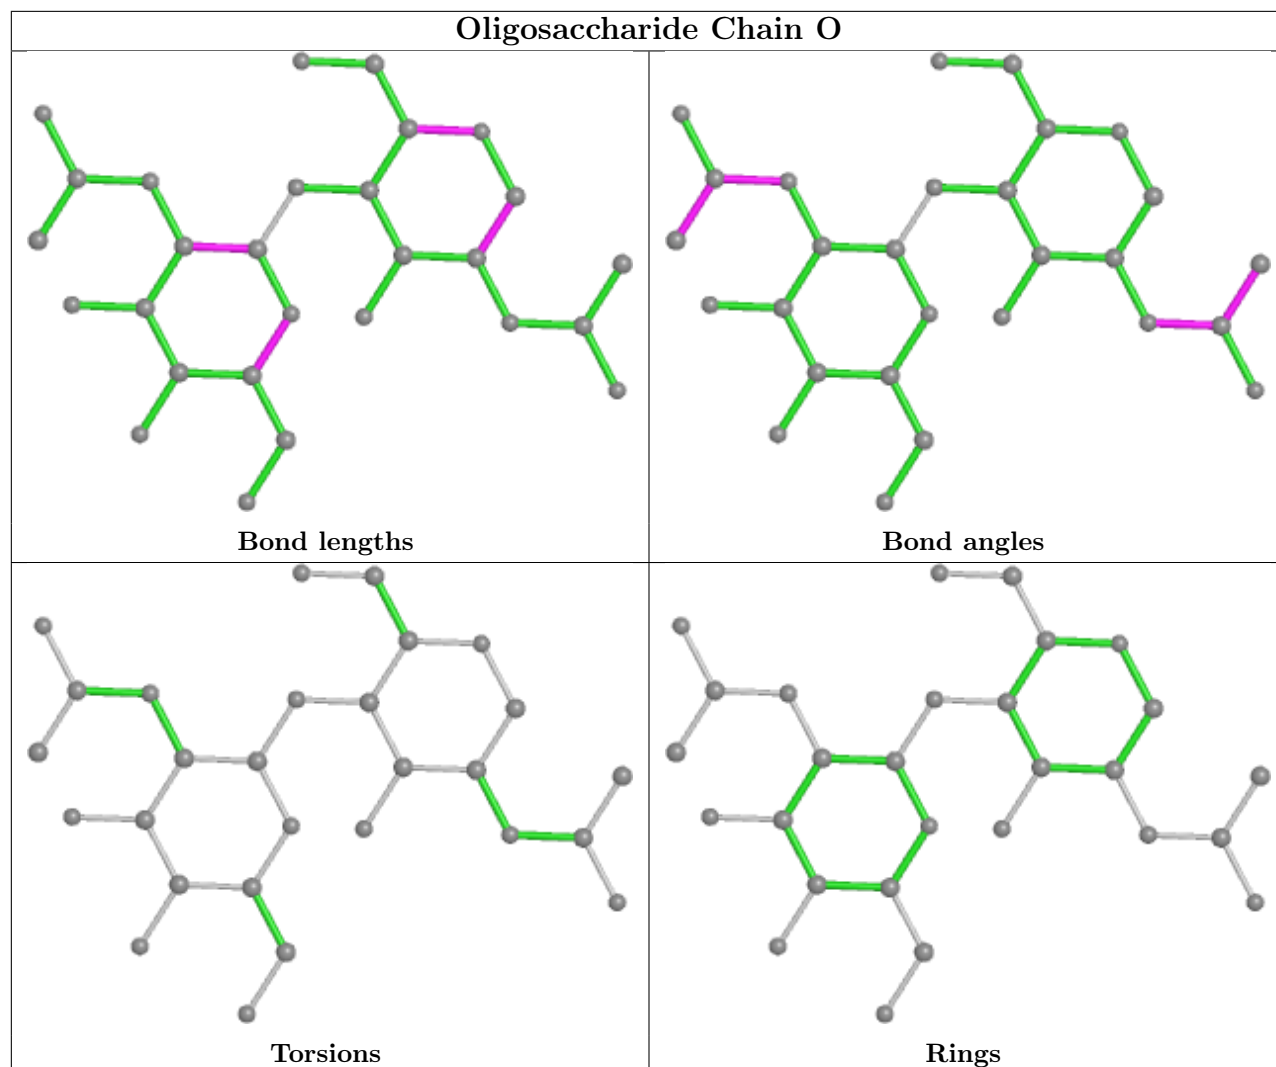 Oligosaccharide Chain O
Bond lengths
Bond angles
Torsions
Rings